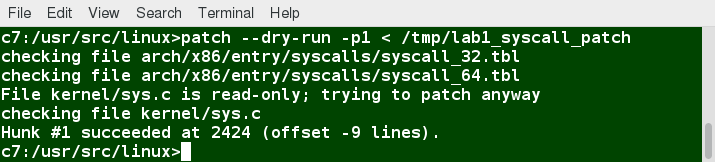 File Edit View Search Terminal Help
c7:/usr/src/linux>patch --dry-run -p1 < /tmp/lab1_syscall_patch
checking file arch/x86/entry/syscalls/syscall_32.tbl
checking file arch/x86/entry/syscalls/syscall_64.tbl
File kernel/sys.c is read-only; trying to patch anyway
checking file kernel/sys.c
Hunk #1 succeeded at 2424 (offset -9 lines).
c7:/usr/src/linux>